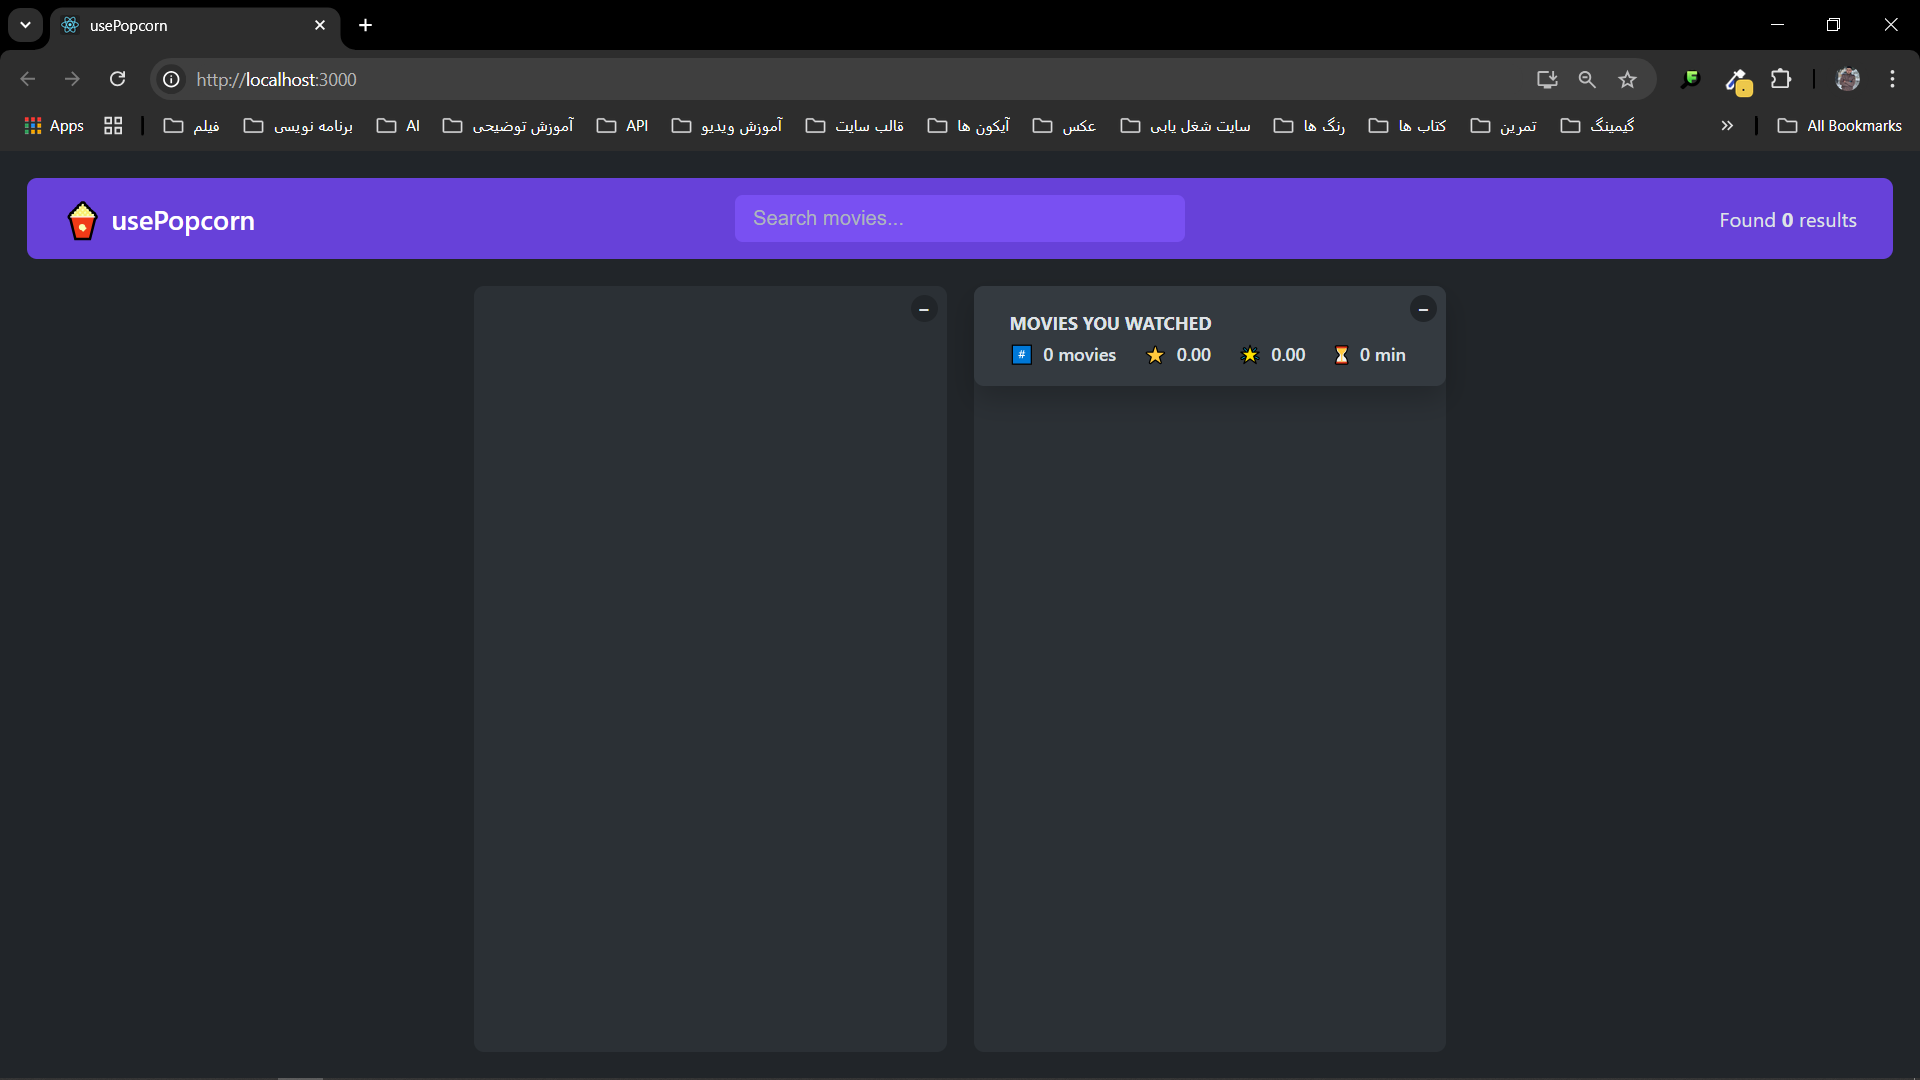 usePopcorn
http://localhost:3000
Apps فیلم برنامه نویسی AI آموزش توضیحی API آموزش ویدیو قالب سایت آیکون ها عکس سایت شغل یابی رنگ ها کتاب ها تمرین گیمینگ » All Bookmarks
usePopcorn Search movies... Found 0 results
MOVIES YOU WATCHED
# 0 movies 0.00 0.00 0 min